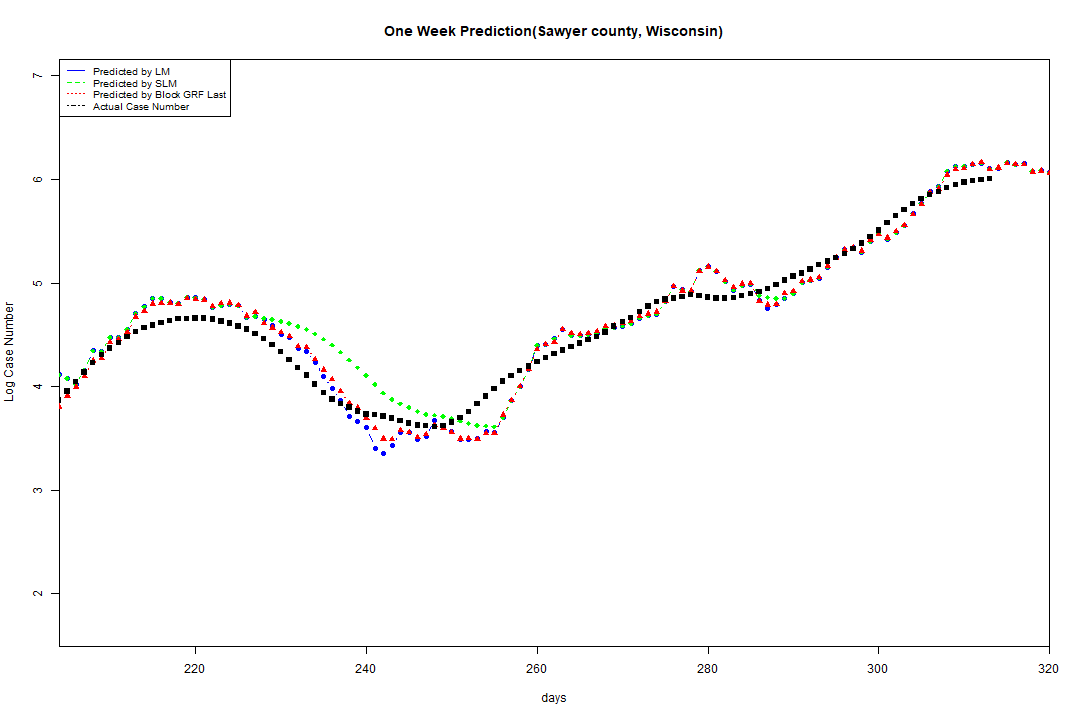 One Week Prediction(Sawyer county, Wisconsin)
Predicted by LM
Predicted by SLM
Predicted by Block GRF Last
Actual Case Number
7
6
5
4
3
2
Log Case Number
220
240
260
280
300
320
days